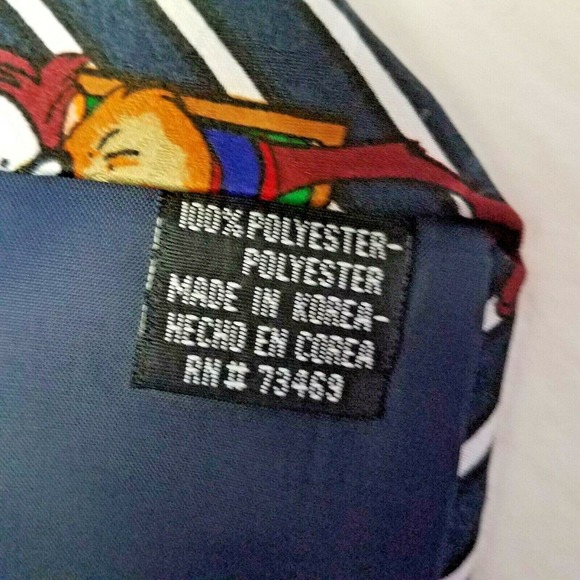 100% POLYESTER-
POLYESTER
MADE IN KOREA-
HECHO EN COREA
RN# 73469